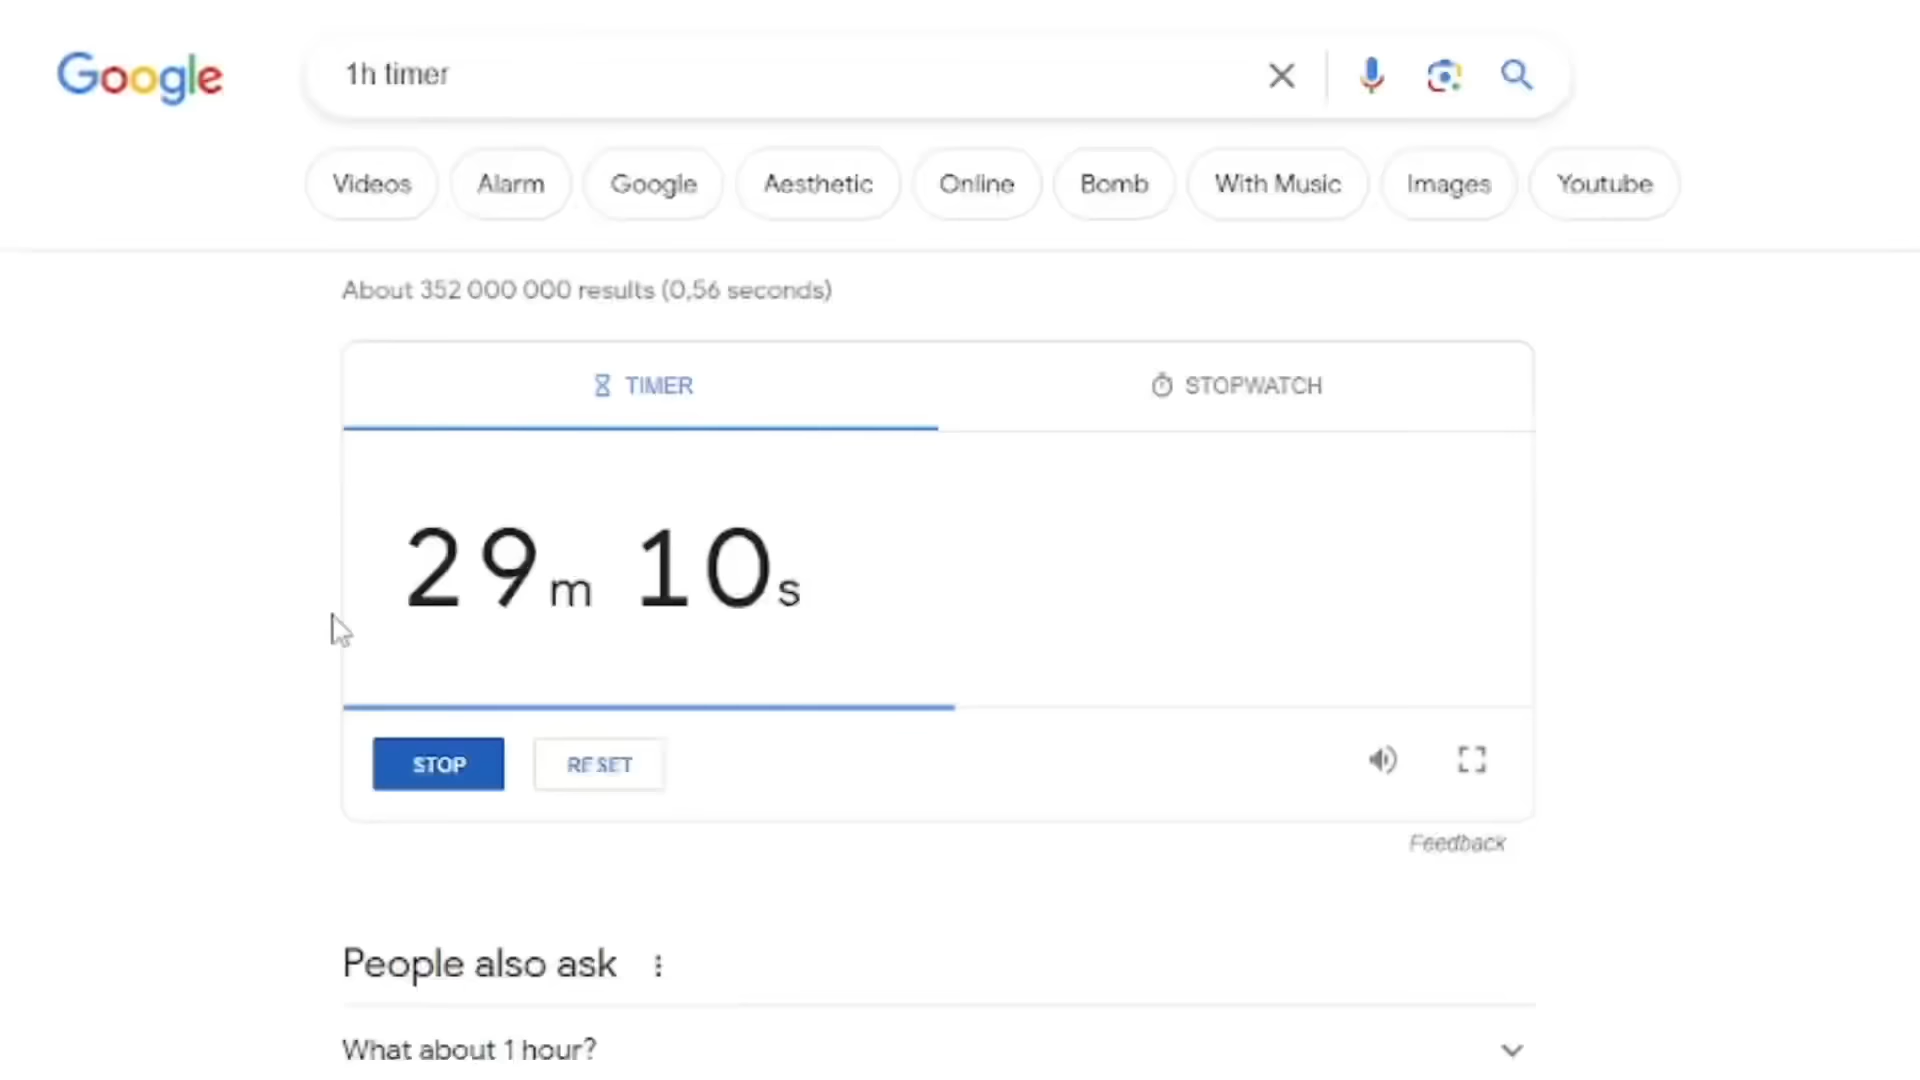 Google
1h timer
Videos Alarm Google Aesthetic Online Bomb With Music Images Youtube
About 352 000 000 results (0,56 seconds)
TIMER STOPWATCH
29m 10s
STOP RESET
Feedback
People also ask
What about 1 hour?